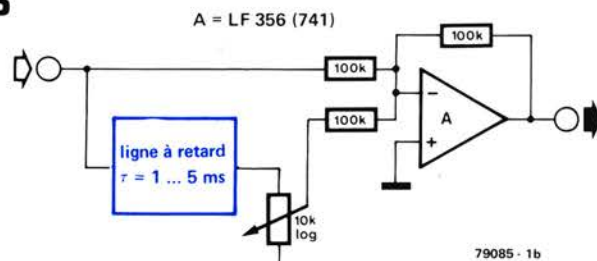 A = LF 356 (741)
100k
100k
100k
A
−
+
ligne à retard
τ = 1 ... 5 ms
10k
log
79085 - 1b